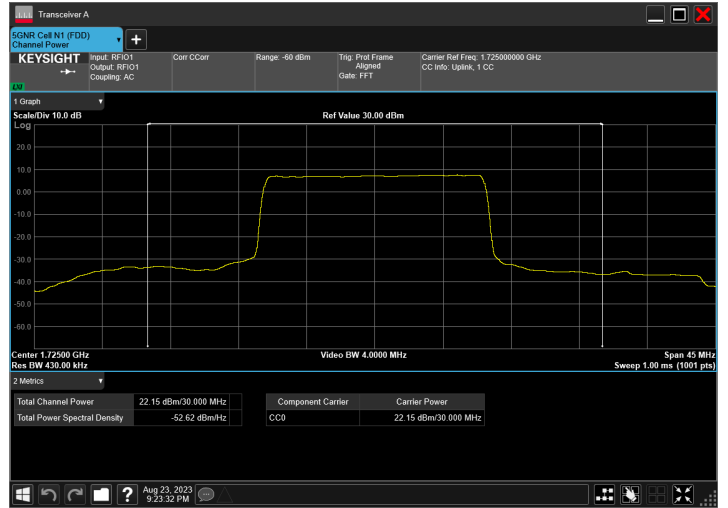 Transceiver A
5GNR Cell N1 (FDD)
Channel Power
KEYSIGHT
Input: RFIO1
Output: RFIO1
Coupling: AC
Corr CCorr
Range: -60 dBm
Trig: Prot Frame
Aligned
Gate: FFT
Carrier Ref Freq: 1.725000000 GHz
CC Info: Uplink, 1 CC
LXI
1 Graph
Scale/Div 10.0 dB
Ref Value 30.00 dBm
Log
20.0
10.0
0.00
-10.0
-20.0
-30.0
-40.0
-50.0
-60.0
Center 1.72500 GHz
Video BW 4.0000 MHz
Span 45 MHz
Res BW 430.00 kHz
Sweep 1.00 ms (1001 pts)
2 Metrics
Total Channel Power 22.15 dBm/30.000 MHz
Total Power Spectral Density -52.62 dBm/Hz
Component Carrier Carrier Power
CC0 22.15 dBm/30.000 MHz
Aug 23, 2023
9:23:32 PM